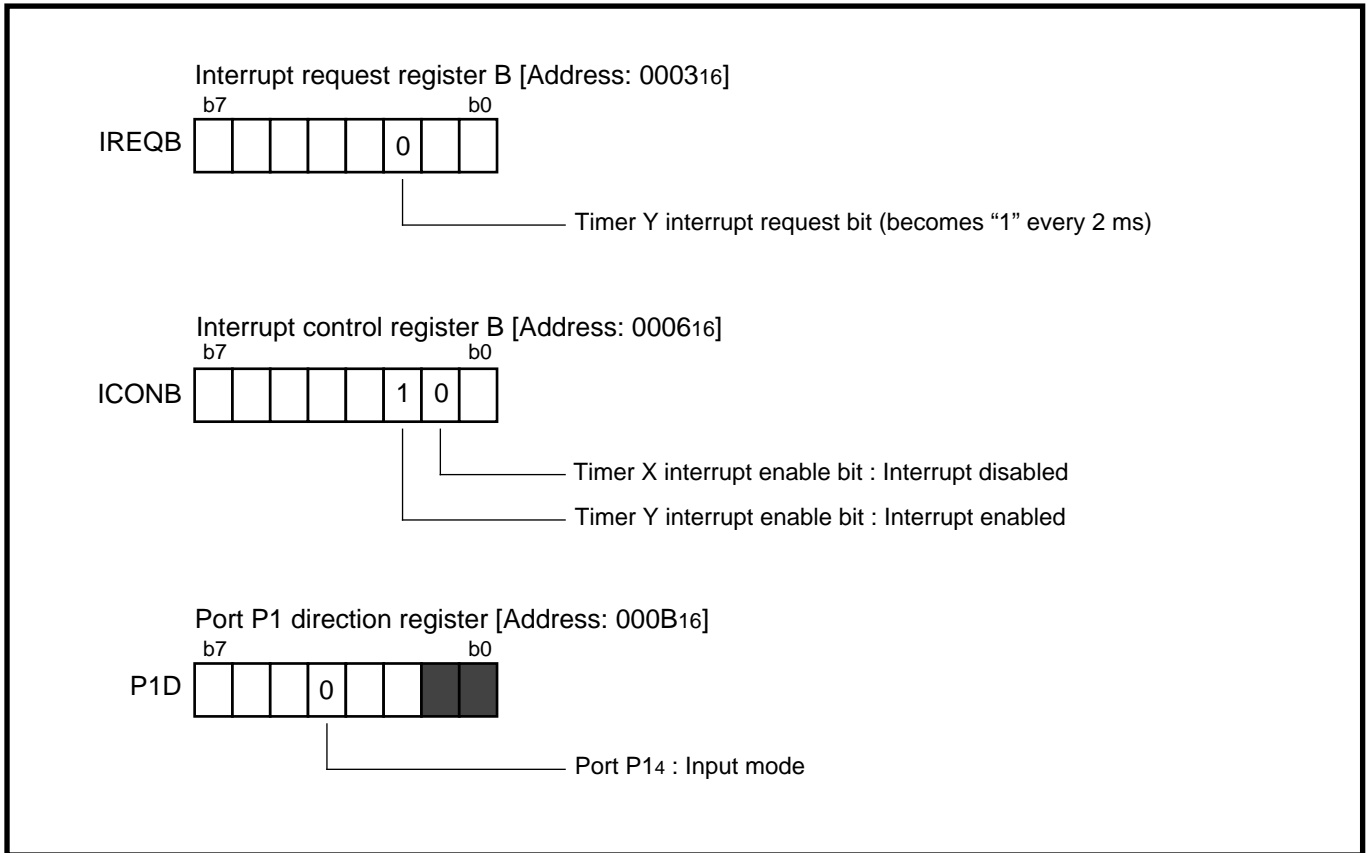 Interrupt request register B [Address: 000316]
b7 b0
IREQB 0
Timer Y interrupt request bit (becomes “1” every 2 ms)
Interrupt control register B [Address: 000616]
b7 b0
ICONB 1 0
Timer X interrupt enable bit : Interrupt disabled
Timer Y interrupt enable bit : Interrupt enabled
Port P1 direction register [Address: 000B16]
b7 b0
P1D 0
Port P14 : Input mode